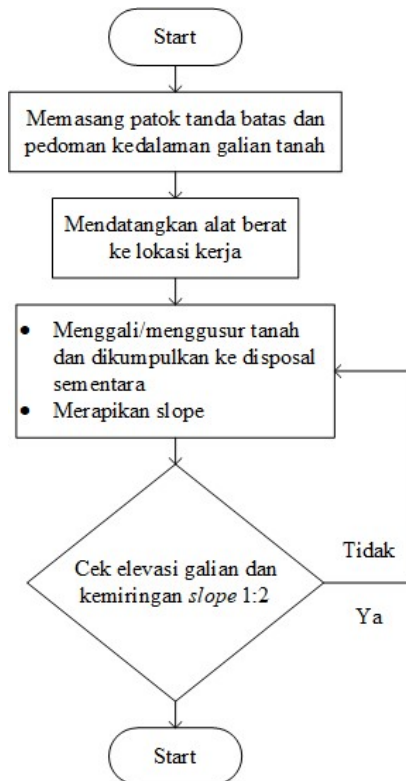 Start
Memasang patok tanda batas dan
pedoman kedalaman galian tanah
Mendatangkan alat berat
ke lokasi kerja
• Menggali/menggusur tanah
dan dikumpulkan ke disposal
sementara
• Merapikan slope
Cek elevasi galian dan
kemiringan slope 1:2
Tidak
Ya
Start